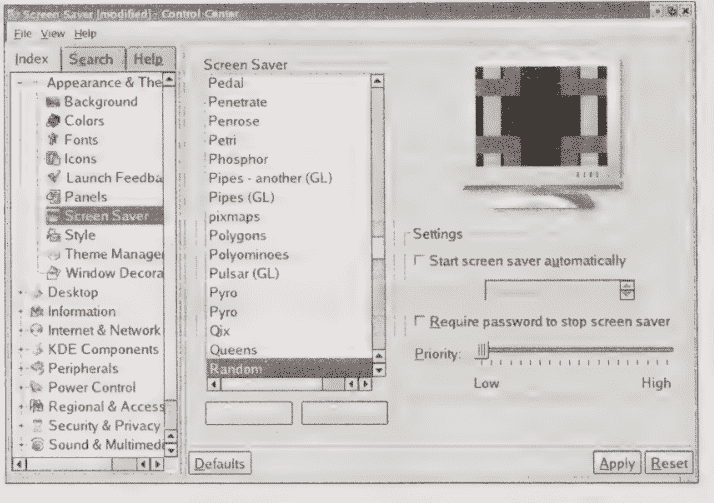 Screen Saver [modified] - Control Center
File View Help
Index Search Help
Appearance & The
Background
Colors
Fonts
Icons
Launch Feedba
Panels
Screen Saver
Style
Theme Manager
Window Decora
Desktop
Information
Internet & Network
KDE Components
Peripherals
Power Control
Regional & Access
Security & Privacy
Sound & Multimedi
Screen Saver
Pedal
Penetrate
Penrose
Petri
Phosphor
Pipes - another (GL)
Pipes (GL)
pixmaps
Polygons
Polyominoes
Pulsar (GL)
Pyro
Pyro
Qix
Queens
Random
Settings
Start screen saver automatically
Require password to stop screen saver
Priority:
Low High
Defaults
Apply Reset